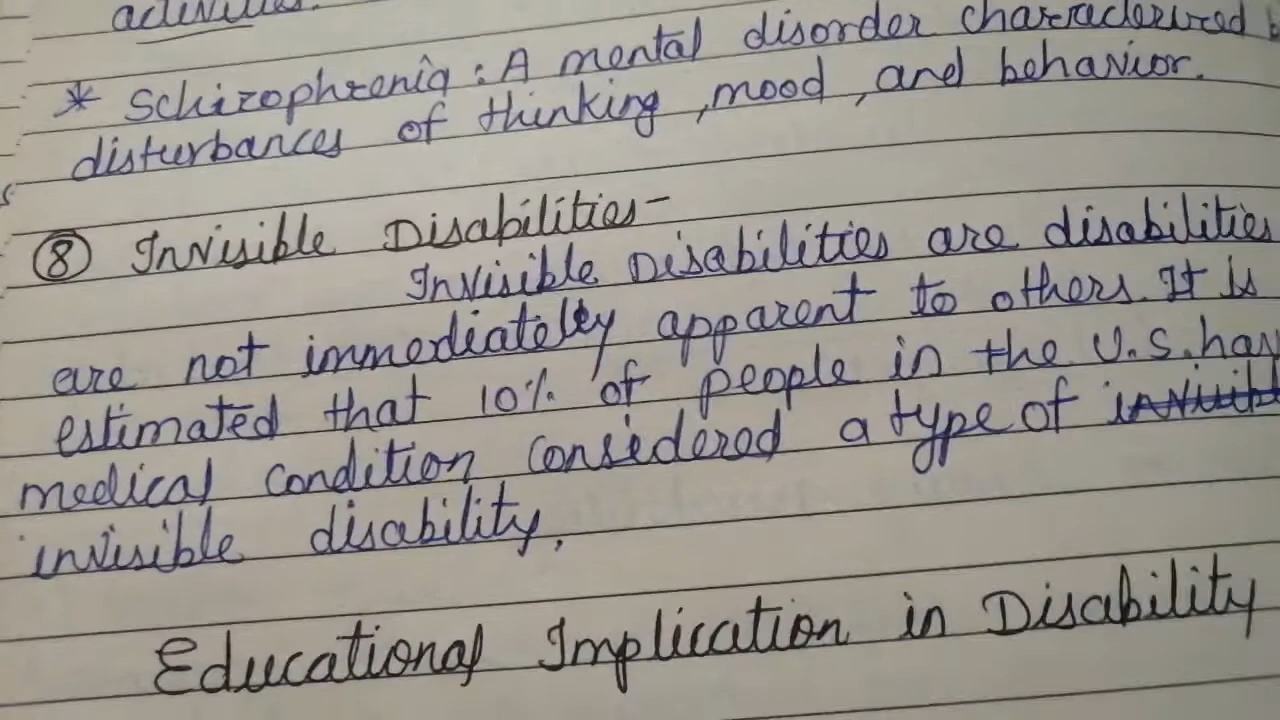 activities.
* Schizophrenia : A mental disorder characterized
disturbances of thinking , mood , and behavior.
⑧ Invisible Disabilities-
Invisible Disabilities are disabilities
are not immediately apparent to others. It is
estimated that 10% of people in the U.S. hav
medical condition considered a type of
invisible disability.
Educational Implication in Disability